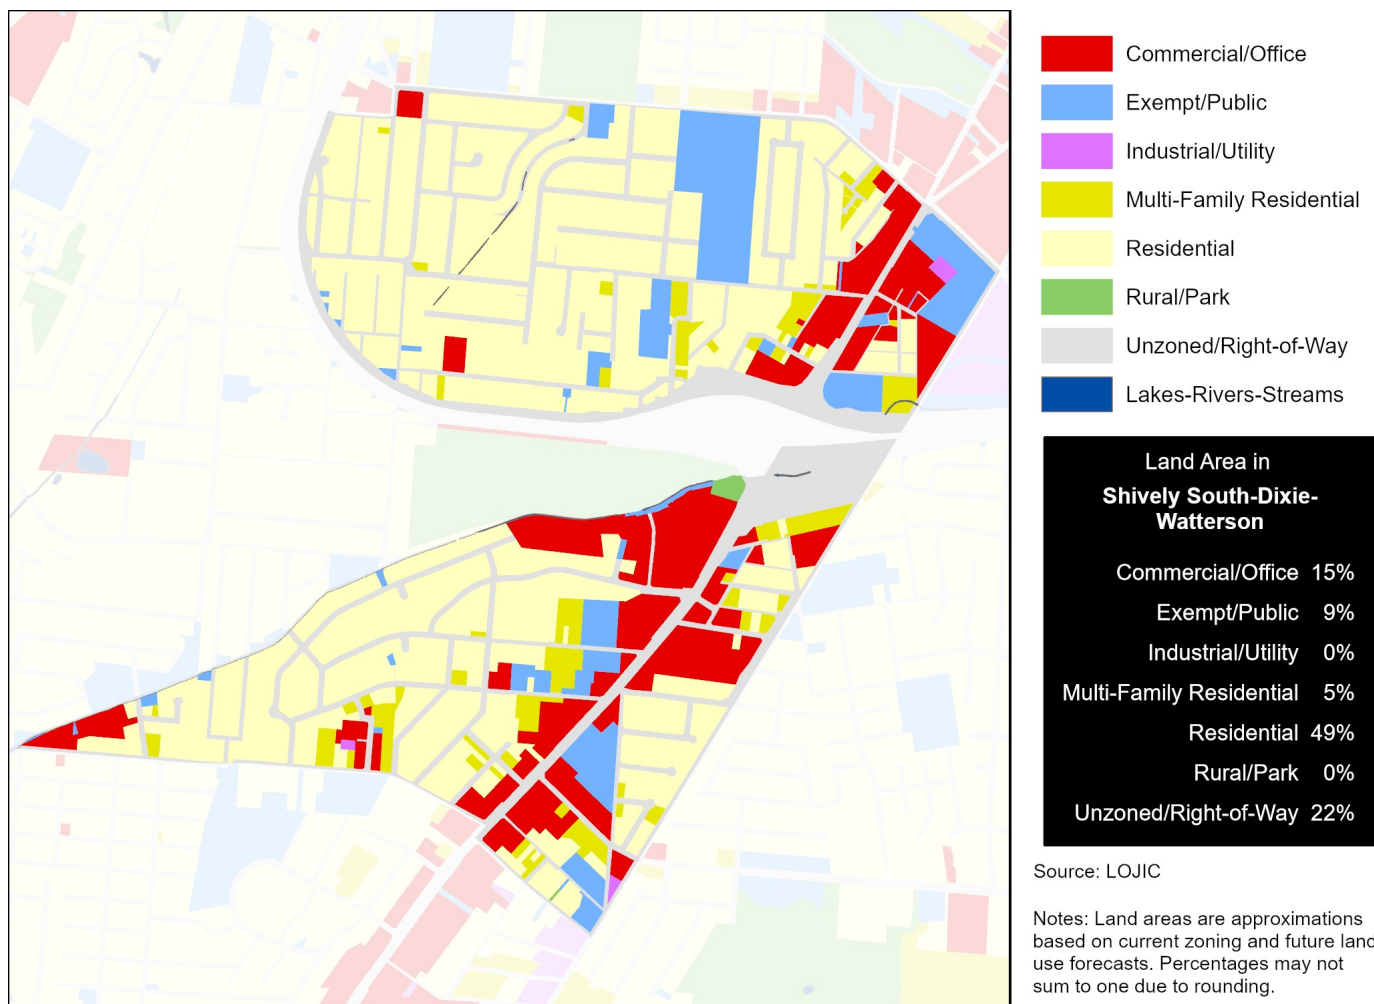 Commercial/Office
Exempt/Public
Industrial/Utility
Multi-Family Residential
Residential
Rural/Park
Unzoned/Right-of-Way
Lakes-Rivers-Streams
Land Area in
Shively South-Dixie-
Watterson
Commercial/Office 15%
Exempt/Public 9%
Industrial/Utility 0%
Multi-Family Residential 5%
Residential 49%
Rural/Park 0%
Unzoned/Right-of-Way 22%
Source: LOJIC
Notes: Land areas are approximations
based on current zoning and future land
use forecasts. Percentages may not
sum to one due to rounding.